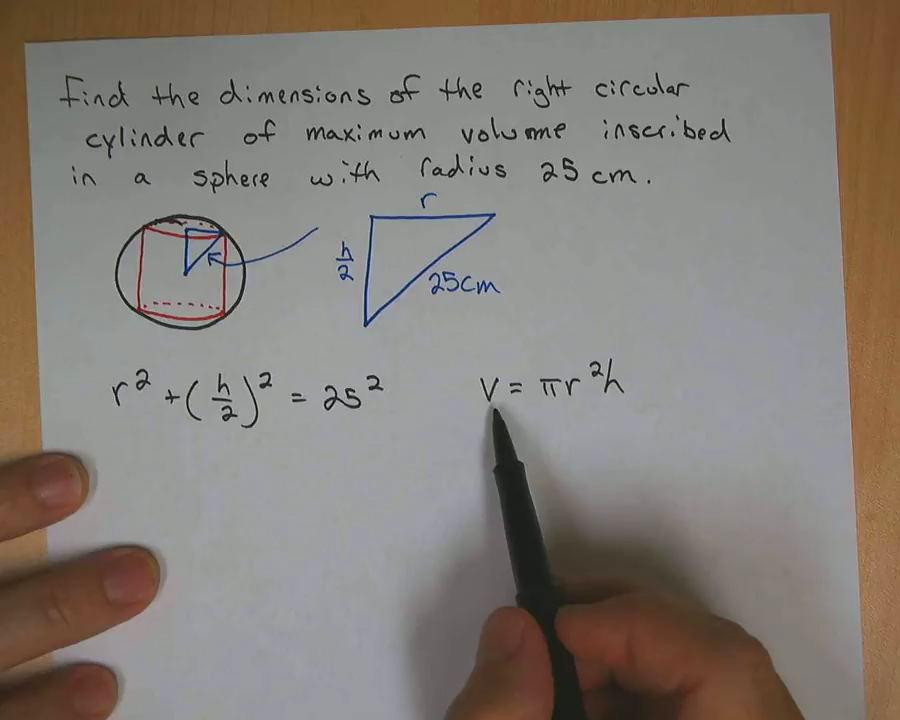 Find the dimensions of the right circular
cylinder of maximum volume inscribed
in a sphere with radius 25 cm.
r
h/2
25cm
r² + (h/2)² = 25²
V = πr²h